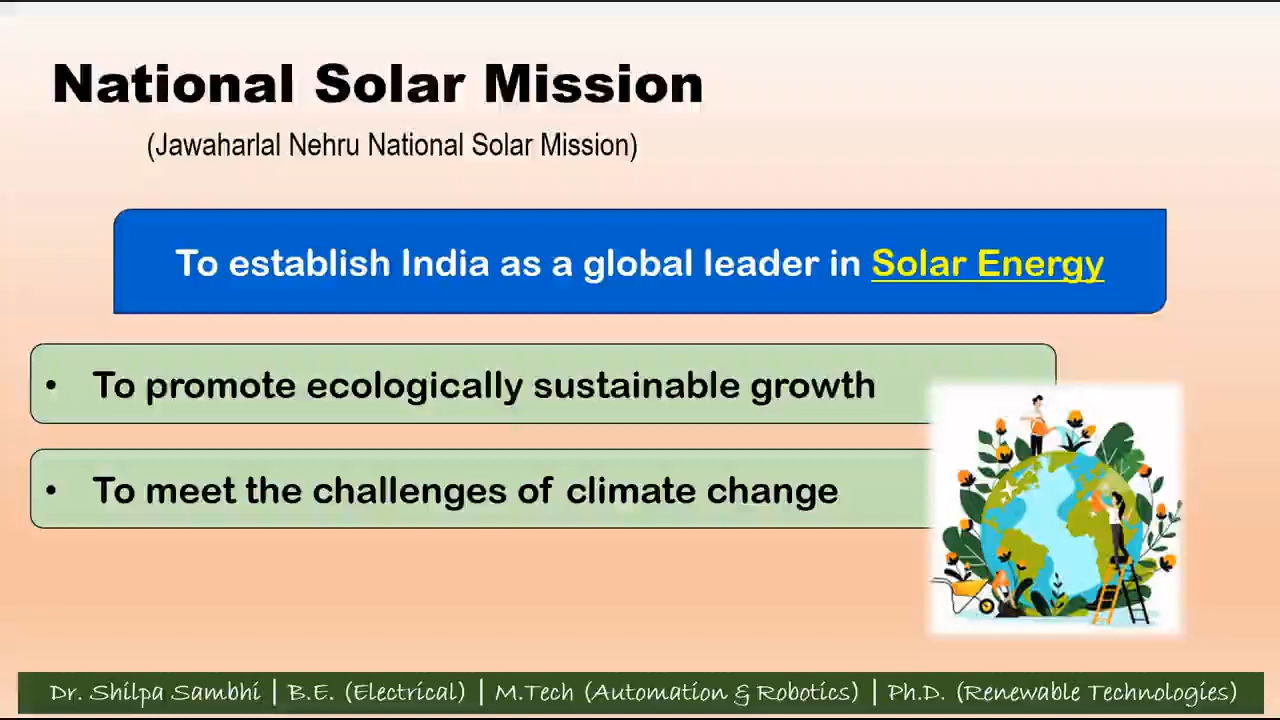 National Solar Mission
(Jawaharlal Nehru National Solar Mission)
To establish India as a global leader in Solar Energy
• To promote ecologically sustainable growth
• To meet the challenges of climate change
Dr. Shilpa Sambhi | B.E. (Electrical) | M.Tech (Automation & Robotics) | Ph.D. (Renewable Technologies)